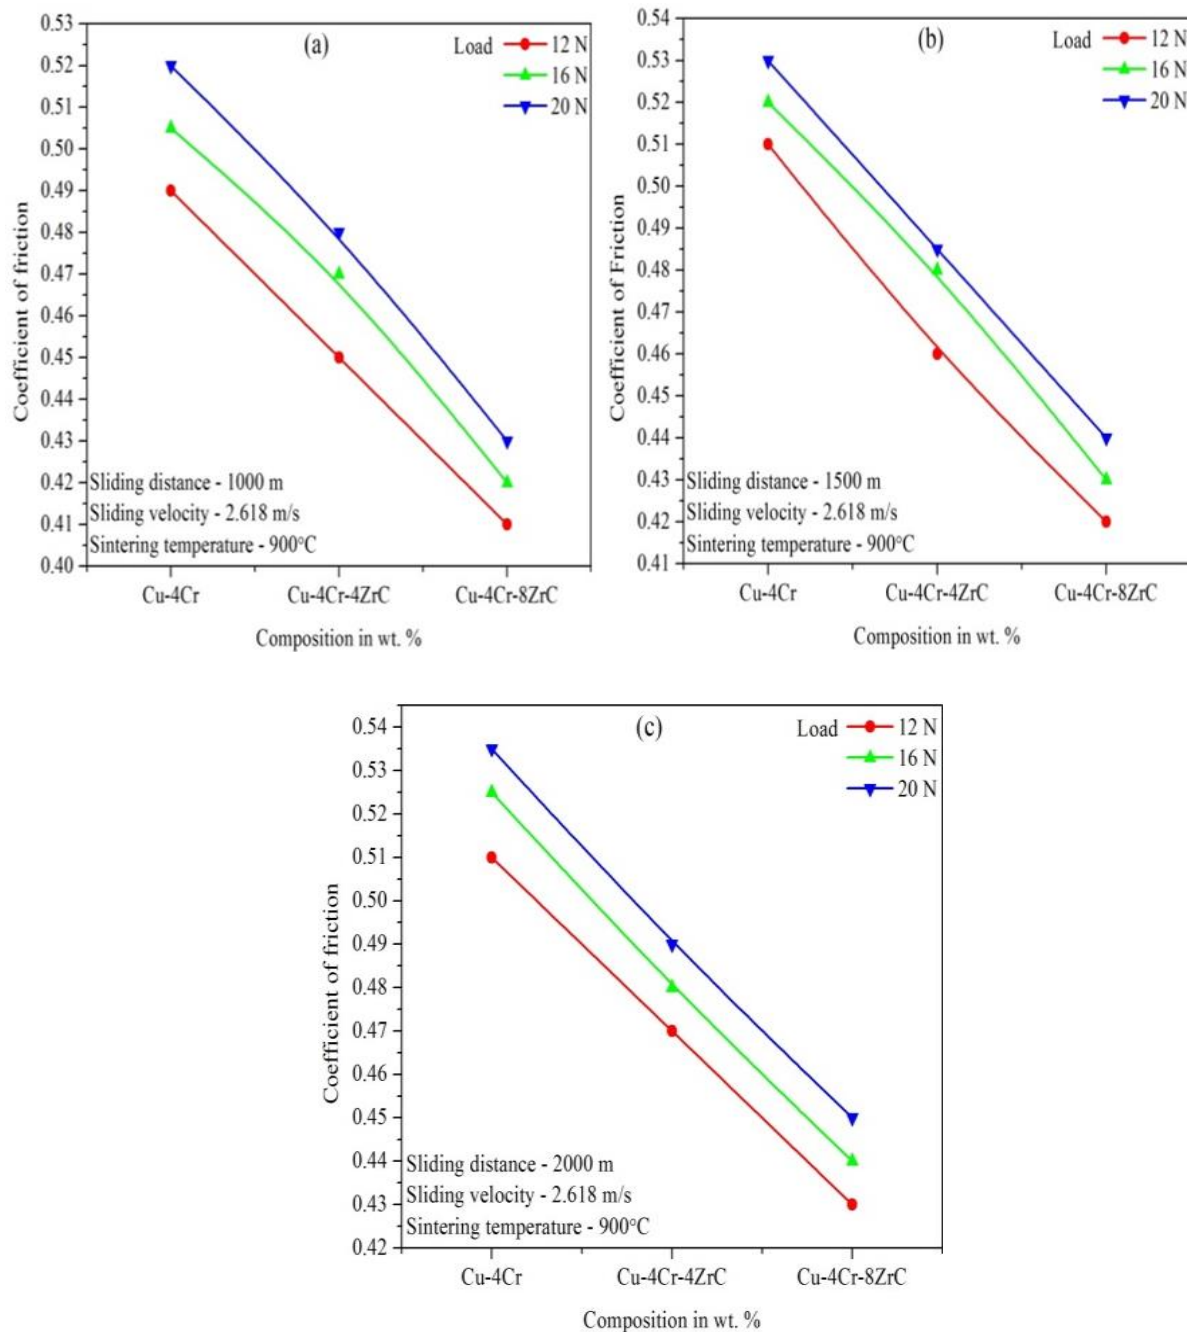 (a)
Load 12 N
16 N
20 N
0.53
0.52
0.51
0.50
0.49
0.48
0.47
0.46
0.45
0.44
0.43
0.42
0.41
0.40
Coefficient of friction
Sliding distance - 1000 m
Sliding velocity - 2.618 m/s
Sintering temperature - 900°C
Cu-4Cr Cu-4Cr-4ZrC Cu-4Cr-8ZrC
Composition in wt. %
(b)
Load 12 N
16 N
20 N
0.54
0.53
0.52
0.51
0.50
0.49
0.48
0.47
0.46
0.45
0.44
0.43
0.42
0.41
Coefficient of Friction
Sliding distance - 1500 m
Sliding velocity - 2.618 m/s
Sintering temperature - 900°C
Cu-4Cr Cu-4Cr-4ZrC Cu-4Cr-8ZrC
Composition in wt. %
(c)
Load 12 N
16 N
20 N
0.54
0.53
0.52
0.51
0.50
0.49
0.48
0.47
0.46
0.45
0.44
0.43
0.42
Coefficient of friction
Sliding distance - 2000 m
Sliding velocity - 2.618 m/s
Sintering temperature - 900°C
Cu-4Cr Cu-4Cr-4ZrC Cu-4Cr-8ZrC
Composition in wt. %